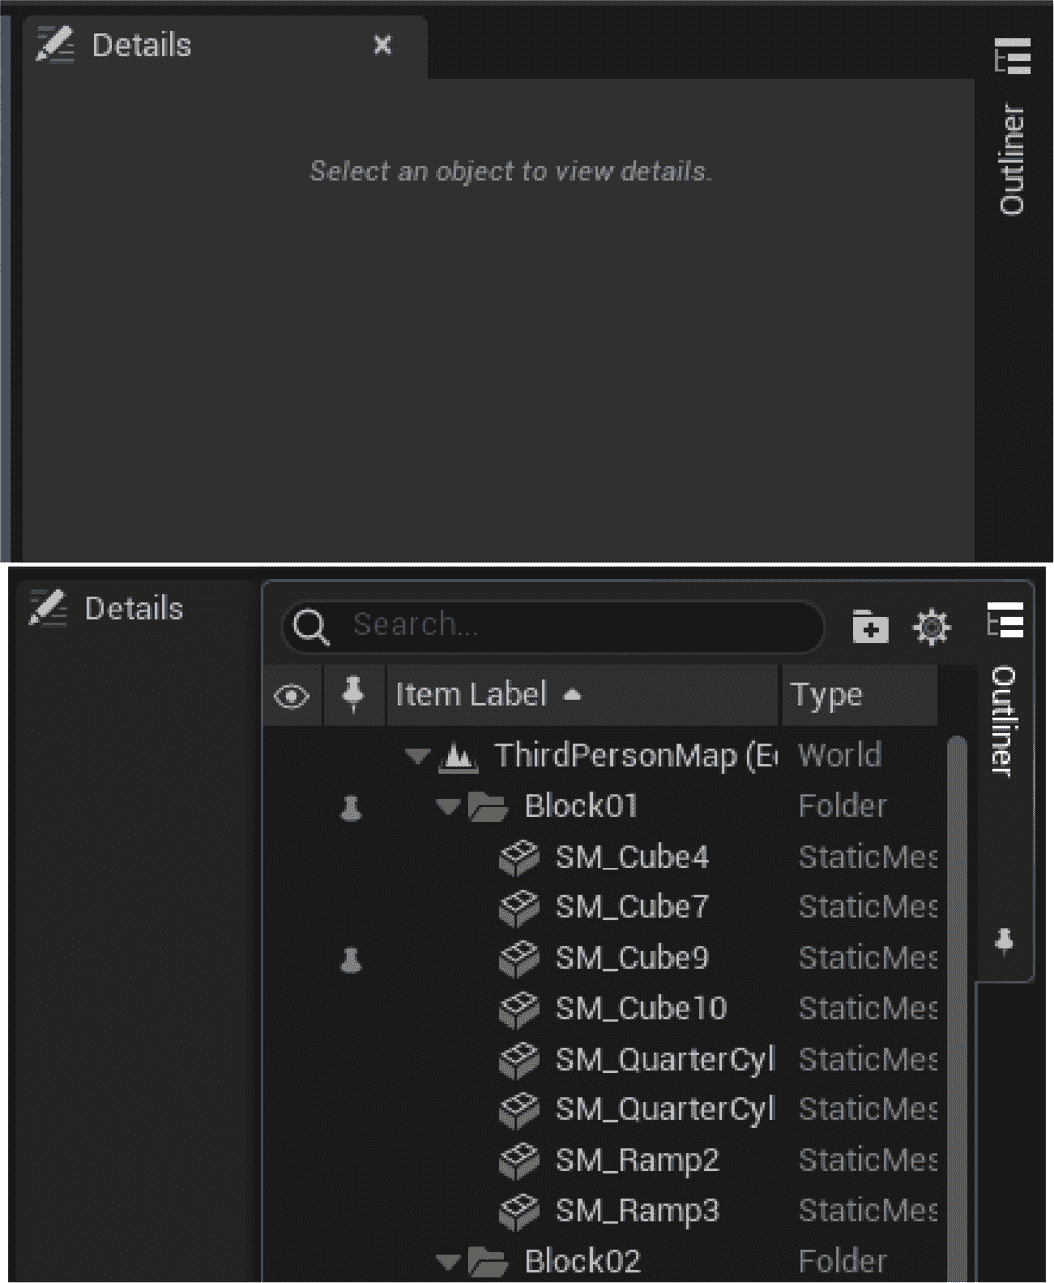 Details
Outliner
Select an object to view details.
Details
Search...
Outliner
Item Label Type
ThirdPersonMap (E World
Block01 Folder
SM_Cube4 StaticMes
SM_Cube7 StaticMes
SM_Cube9 StaticMes
SM_Cube10 StaticMes
SM_QuarterCyl StaticMes
SM_QuarterCyl StaticMes
SM_Ramp2 StaticMes
SM_Ramp3 StaticMes
Block02 Folder